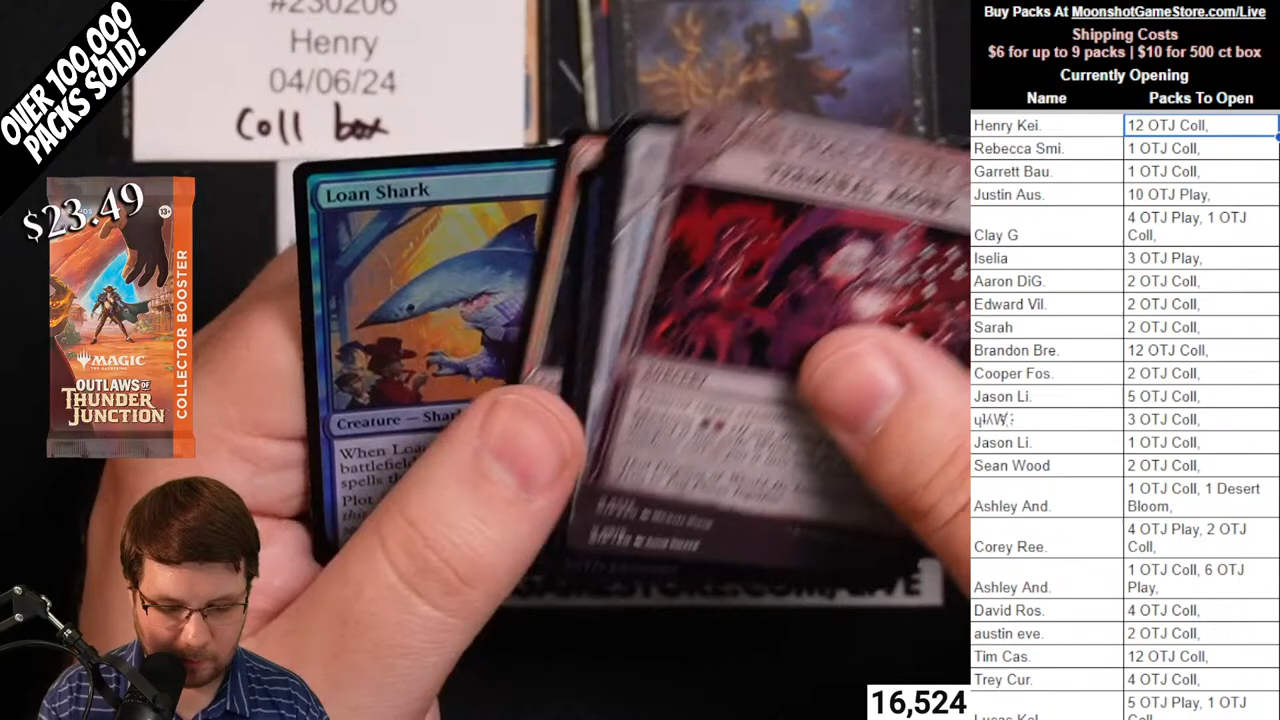 OVER 100,000
PACKS SOLD!
#230206
Henry
04/06/24
Coll box
$23.49
13+
MAGIC
THE GATHERING
OUTLAWS OF
THUNDER
JUNCTION
COLLECTOR BOOSTER
Loan Shark
Creature — Shark
When Loan
battlefield
spells
Plot
16,524
Buy Packs At MoonshotGameStore.com/Live
Shipping Costs
$6 for up to 9 packs | $10 for 500 ct box
Currently Opening
Name Packs To Open
Henry Kei. 12 OTJ Coll,
Rebecca Smi. 1 OTJ Coll,
Garrett Bau. 1 OTJ Coll,
Justin Aus. 10 OTJ Play,
Clay G 4 OTJ Play, 1 OTJ
Coll,
Iselia 3 OTJ Play,
Aaron DiG. 2 OTJ Coll,
Edward Vil. 2 OTJ Coll,
Sarah 2 OTJ Coll,
Brandon Bre. 12 OTJ Coll,
Cooper Fos. 2 OTJ Coll,
Jason Li. 5 OTJ Coll,
3 OTJ Coll,
Jason Li. 1 OTJ Coll,
Sean Wood 2 OTJ Coll,
Ashley And. 1 OTJ Coll, 1 Desert
Bloom,
Corey Ree. 4 OTJ Play, 2 OTJ
Coll,
Ashley And. 1 OTJ Coll, 6 OTJ
Play,
David Ros. 4 OTJ Coll,
austin eve. 2 OTJ Coll,
Tim Cas. 12 OTJ Coll,
Trey Cur. 4 OTJ Coll,
5 OTJ Play, 1 OTJ